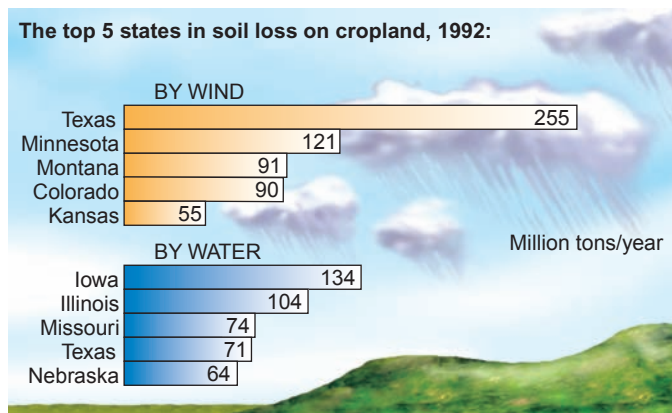 The top 5 states in soil loss on cropland, 1992:
BY WIND
Texas 255
Minnesota 121
Montana 91
Colorado 90
Kansas 55
Million tons/year
BY WATER
Iowa 134
Illinois 104
Missouri 74
Texas 71
Nebraska 64